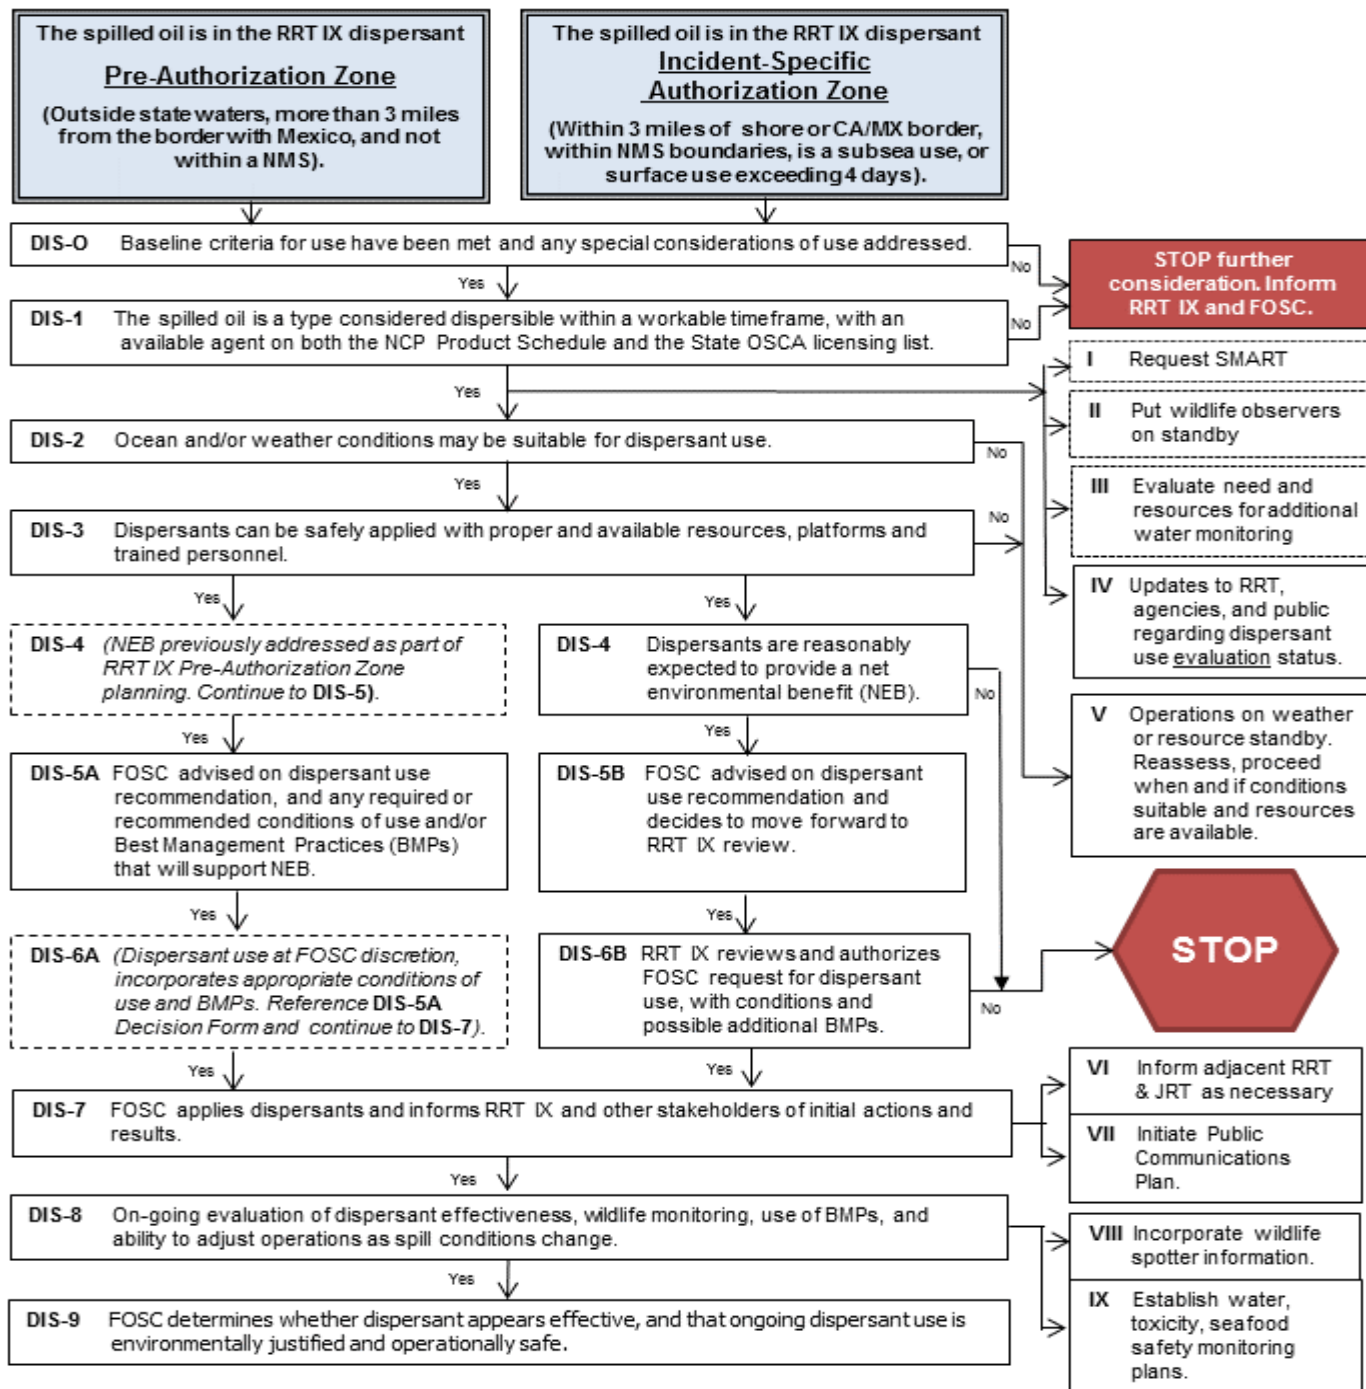 The spilled oil is in the RRT IX dispersant
Pre-Authorization Zone
(Outside state waters, more than 3 miles
from the border with Mexico, and not
within a NMS).
The spilled oil is in the RRT IX dispersant
Incident-Specific
Authorization Zone
(Within 3 miles of shore or CA/MX border,
within NMS boundaries, is a subsea use, or
surface use exceeding 4 days).
DIS-O Baseline criteria for use have been met and any special considerations of use addressed.
No
Yes
STOP further
consideration. Inform
RRT IX and FOSC.
DIS-1 The spilled oil is a type considered dispersible within a workable timeframe, with an
available agent on both the NCP Product Schedule and the State OSCA licensing list.
No
Yes
I Request SMART
II Put wildlife observers
on standby
III Evaluate need and
resources for additional
water monitoring
IV Updates to RRT,
agencies, and public
regarding dispersant
use evaluation status.
DIS-2 Ocean and/or weather conditions may be suitable for dispersant use.
No
Yes
DIS-3 Dispersants can be safely applied with proper and available resources, platforms and
trained personnel.
No
Yes
Yes
V Operations on weather
or resource standby.
Reassess, proceed
when and if conditions
suitable and resources
are available.
DIS-4 (NEB previously addressed as part of
RRT IX Pre-Authorization Zone
planning. Continue to DIS-5).
Yes
DIS-4 Dispersants are reasonably
expected to provide a net
environmental benefit (NEB).
No
Yes
DIS-5A FOSC advised on dispersant use
recommendation, and any required or
recommended conditions of use and/or
Best Management Practices (BMPs)
that will support NEB.
Yes
DIS-5B FOSC advised on dispersant
use recommendation and
decides to move forward to
RRT IX review.
Yes
DIS-6A (Dispersant use at FOSC discretion,
incorporates appropriate conditions of
use and BMPs. Reference DIS-5A
Decision Form and continue to DIS-7).
Yes
DIS-6B RRT IX reviews and authorizes
FOSC request for dispersant
use, with conditions and
possible additional BMPs.
No
Yes
STOP
DIS-7 FOSC applies dispersants and informs RRT IX and other stakeholders of initial actions and
results.
Yes
VI Inform adjacent RRT
& JRT as necessary
VII Initiate Public
Communications
Plan.
DIS-8 On-going evaluation of dispersant effectiveness, wildlife monitoring, use of BMPs, and
ability to adjust operations as spill conditions change.
Yes
VIII Incorporate wildlife
spotter information.
IX Establish water,
toxicity, seafood
safety monitoring
plans.
DIS-9 FOSC determines whether dispersant appears effective, and that ongoing dispersant use is
environmentally justified and operationally safe.